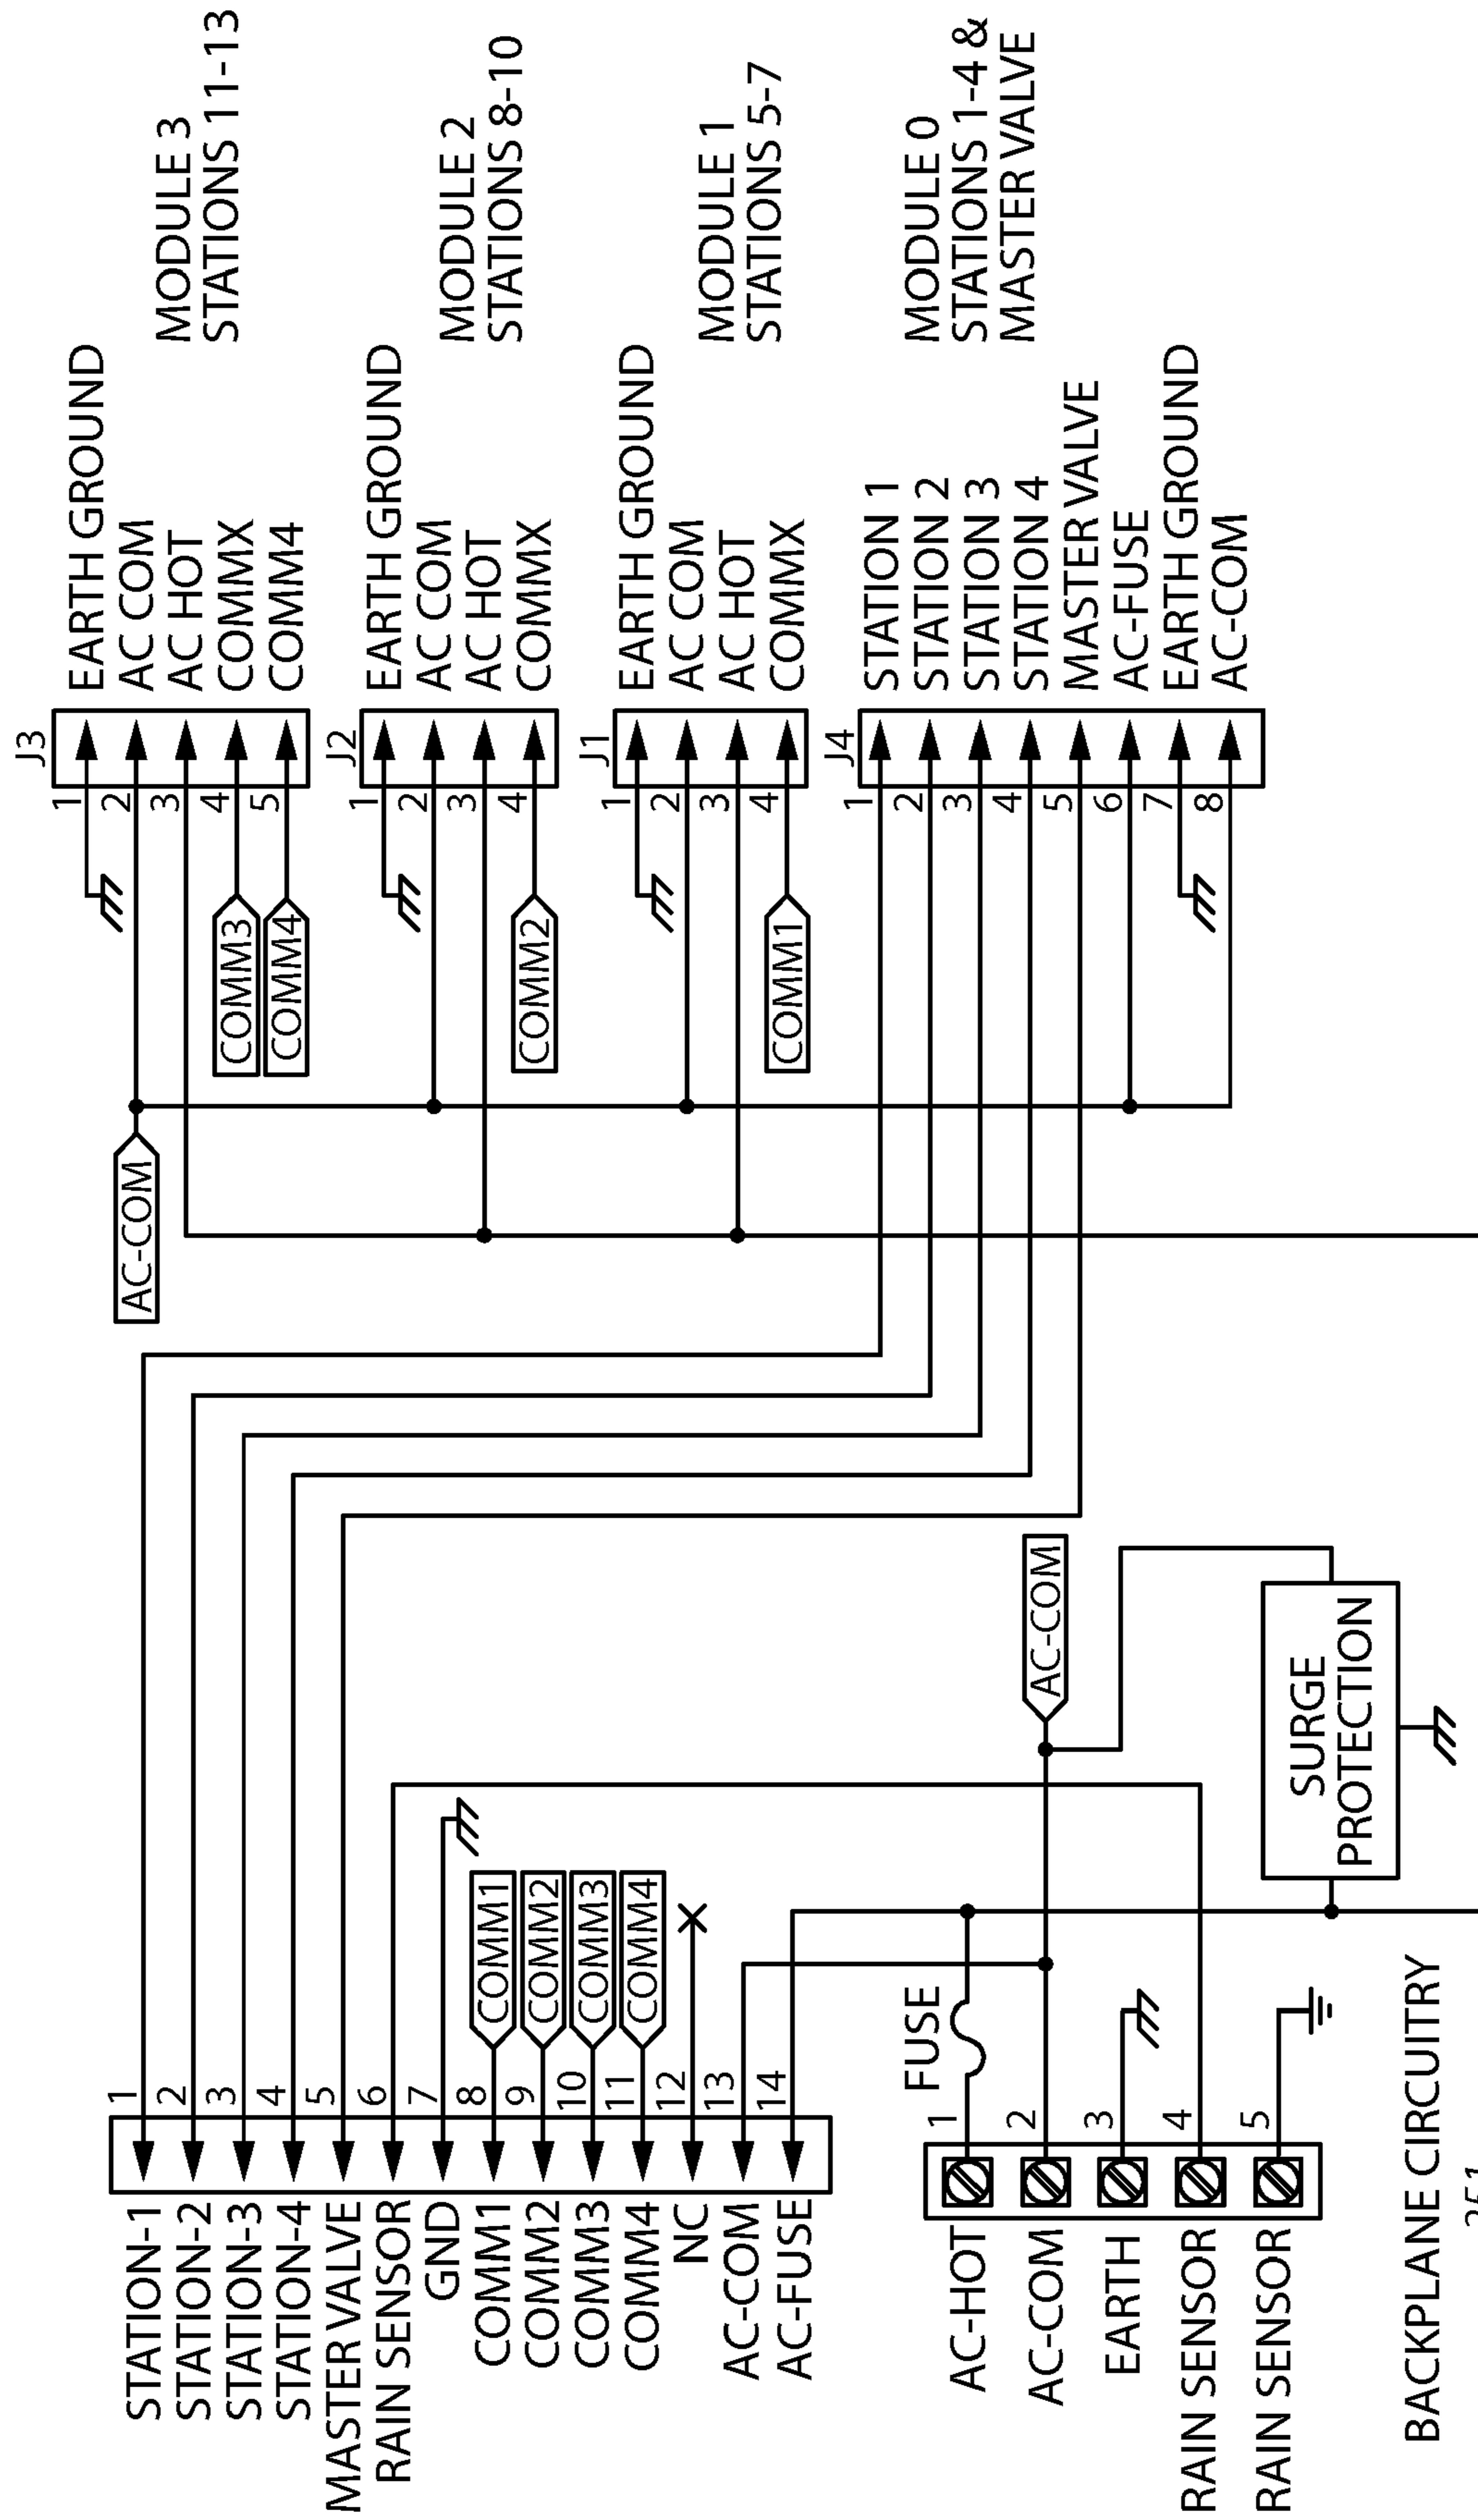 J3
1
2
3
4
5
EARTH GROUND
AC COM
AC HOT
COMMX
COMM4
MODULE 3
STATIONS 11-13
AC-COM
COMM3
COMM4
J2
1
2
3
4
EARTH GROUND
AC COM
AC HOT
COMMX
MODULE 2
STATIONS 8-10
COMM2
J1
1
2
3
4
EARTH GROUND
AC COM
AC HOT
COMMX
MODULE 1
STATIONS 5-7
COMM1
J4
1
2
3
4
5
6
7
8
STATION 1
STATION 2
STATION 3
STATION 4
MASTER VALVE
AC-FUSE
EARTH GROUND
AC-COM
MODULE 0
STATIONS 1-4 &
MASTER VALVE
STATION-1
STATION-2
STATION-3
STATION-4
MASTER VALVE
RAIN SENSOR
GND
COMM1
COMM2
COMM3
COMM4
NC
AC-COM
AC-FUSE
1
2
3
4
5
6
7
8
9
10
11
12
13
14
COMM1
COMM2
COMM3
COMM4
AC-COM
FUSE
AC-HOT
AC-COM
EARTH
RAIN SENSOR
RAIN SENSOR
1
2
3
4
5
SURGE
PROTECTION
BACKPLANE CIRCUITRY